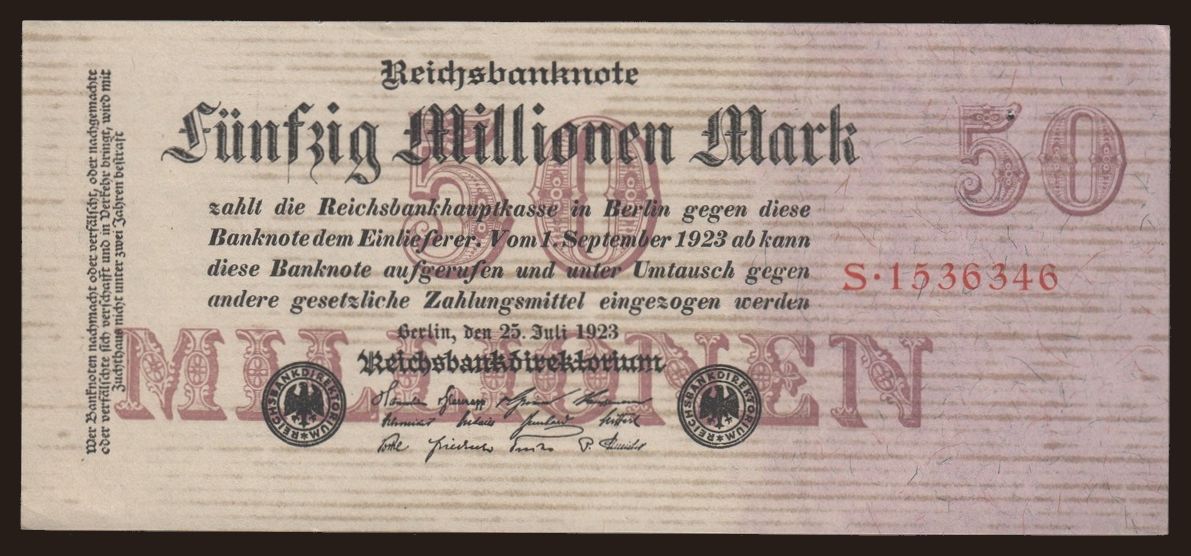 Reichsbanknote
50
Fünfzig Millionen Mark
50
zahlt die Reichsbankhauptkasse in Berlin gegen diese
Banknote dem Einlieferer. Vom 1. September 1923 ab kann
diese Banknote aufgerufen und unter Umtausch gegen
andere gesetzliche Zahlungsmittel eingezogen werden
S·1536346
MILLIONEN
Berlin, den 25. Juli 1923
Reichsbankdirektorium
REICHSBANKDIREKTORIUM
REICHSBANKDIREKTORIUM
Wer Banknoten nachmacht oder verfälscht, oder nachgemachte
oder verfälschte sich verschafft und in Verkehr bringt, wird mit
Zuchthaus nicht unter zwei Jahren bestraft